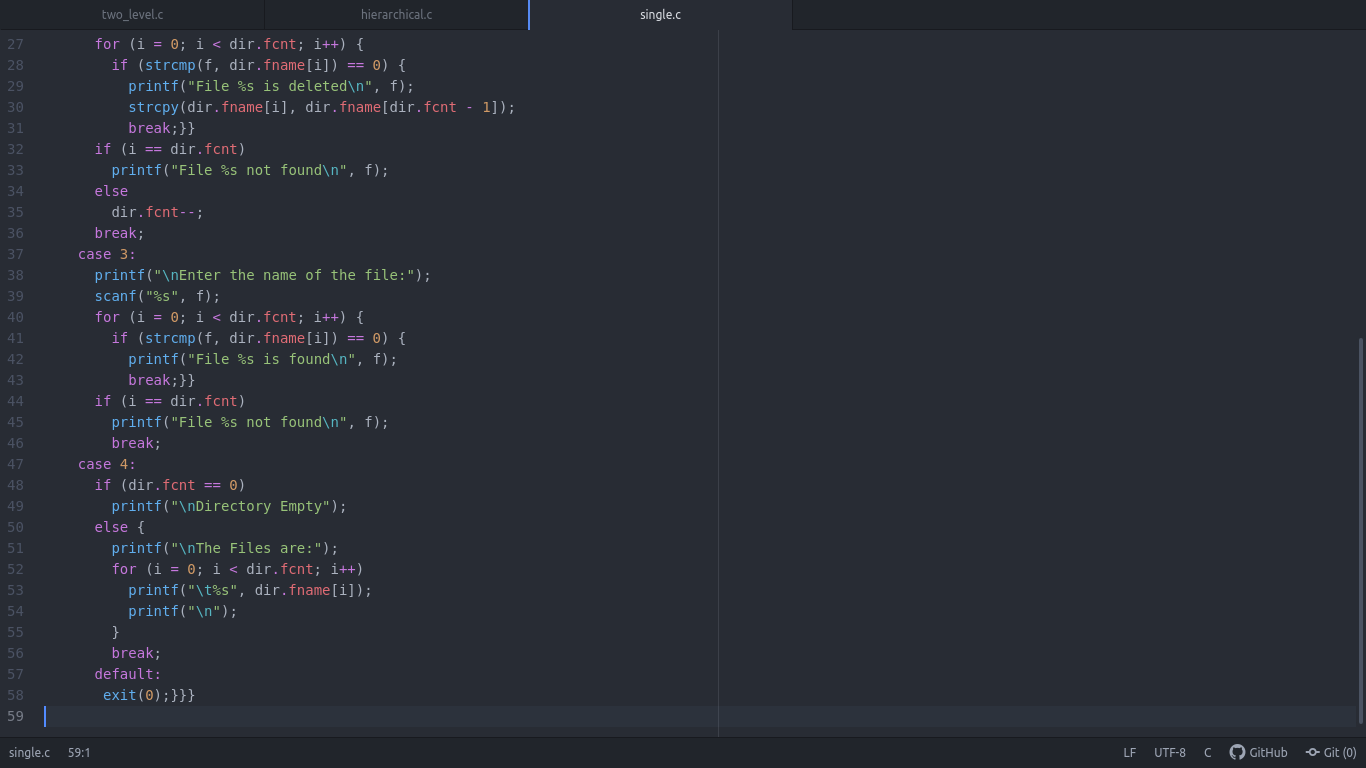 two_level.c hierarchical.c single.c
27 for (i = 0; i < dir.fcnt; i++) {
28 if (strcmp(f, dir.fname[i]) == 0) {
29 printf("File %s is deleted\n", f);
30 strcpy(dir.fname[i], dir.fname[dir.fcnt - 1]);
31 break;}}
32 if (i == dir.fcnt)
33 printf("File %s not found\n", f);
34 else
35 dir.fcnt--;
36 break;
37 case 3:
38 printf("\nEnter the name of the file:");
39 scanf("%s", f);
40 for (i = 0; i < dir.fcnt; i++) {
41 if (strcmp(f, dir.fname[i]) == 0) {
42 printf("File %s is found\n", f);
43 break;}}
44 if (i == dir.fcnt)
45 printf("File %s not found\n", f);
46 break;
47 case 4:
48 if (dir.fcnt == 0)
49 printf("\nDirectory Empty");
50 else {
51 printf("\nThe Files are:");
52 for (i = 0; i < dir.fcnt; i++)
53 printf("\t%s", dir.fname[i]);
54 printf("\n");
55 }
56 break;
57 default:
58 exit(0);}}}
59
single.c 59:1 LF UTF-8 C GitHub Git (0)